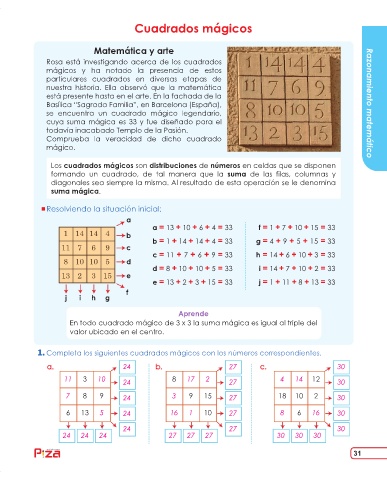 Cuadrados mágicos
Matemática y arte
Rosa está investigando acerca de los cuadrados
mágicos y ha notado la presencia de estos
particulares cuadrados en diversas etapas de
nuestra historia. Ella observó que la matemática
está presente hasta en el arte. En la fachada de la
Basílica "Sagrada Familia", en Barcelona (España),
se encuentra un cuadrado mágico legendario,
cuya suma mágica es 33 y fue diseñado para el
todavía inacabado Templo de la Pasión.
Comprueba la veracidad de dicho cuadrado
mágico.
1 14 14 4
11 7 6 9
8 10 10 5
13 2 3 15
Razonamiento matemático
Los cuadrados mágicos son distribuciones de números en celdas que se disponen
formando un cuadrado, de tal manera que la suma de las filas, columnas y
diagonales sea siempre la misma. Al resultado de esta operación se le denomina
suma mágica.
Resolviendo la situación inicial:
a
1 14 14 4 b
11 7 6 9 c
8 10 10 5 d
13 2 3 15 e
f
j i h g
a = 13 + 10 + 6 + 4 = 33
b = 1 + 14 + 14 + 4 = 33
c = 11 + 7 + 6 + 9 = 33
d = 8 + 10 + 10 + 5 = 33
e = 13 + 2 + 3 + 15 = 33
f = 1 + 7 + 10 + 15 = 33
g = 4 + 9 + 5 + 15 = 33
h = 14 + 6 + 10 + 3 = 33
i = 14 + 7 + 10 + 2 = 33
j = 1 + 11 + 8 + 13 = 33
Aprende
En todo cuadrado mágico de 3 x 3 la suma mágica es igual al triple del
valor ubicado en el centro.
1. Completa los siguientes cuadrados mágicos con los números correspondientes.
a. 24
11 3 10 24
7 8 9 24
6 13 5 24
24 24 24 24
b. 27
8 17 2 27
3 9 15 27
16 1 10 27
27 27 27 27
c. 30
4 14 12 30
18 10 2 30
8 6 16 30
30 30 30 30
Pizza
31